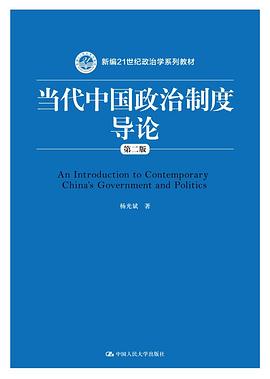 新编21世纪政治学系列教材
当代中国政治制度
导论
第二版
An Introduction to Contemporary
China's Government and Politics
杨光斌 著
中国人民大学出版社